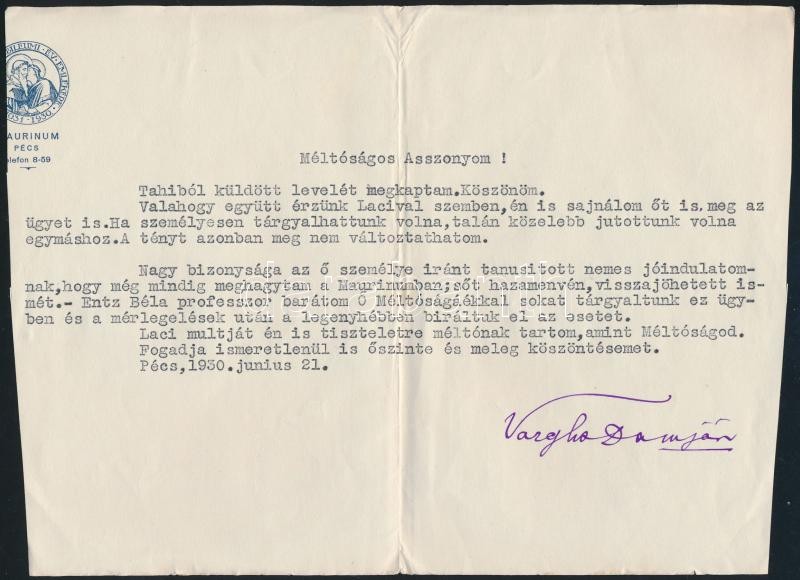 AURINUM
PÉCS
elefon 8-59
Méltóságos Asszonyom !
Tahiból küldött levelét megkaptam.Köszönöm.
Valahogy együtt érzünk Lacival szemben,én is sajnálom őt is,meg az
ügyet is.Ha személyesen tárgyalhattunk volna,talán közelebb jutottunk volna
egymáshoz.A tényt azonban meg nem változtathatom.
Nagy bizonysága az ő személye iránt tanusitott nemes jóindulatom-
nak,hogy még mindig meghagytam a Maurinumban;sőt hazamenvén,visszajöhetett is-
mét.- Entz Béla professzor barátom ő Méltóságáékkal sokat tárgyaltunk ez ügy-
ben és a mérlegelések után a legenyhébben biráltuk el az esetet.
Laci multját én is tiszteletre méltónak tartom,amint Méltóságod.
Fogadja ismeretlenül is őszinte és meleg köszöntésemet.
Pécs,1930.junius 21.
Vargha Damján